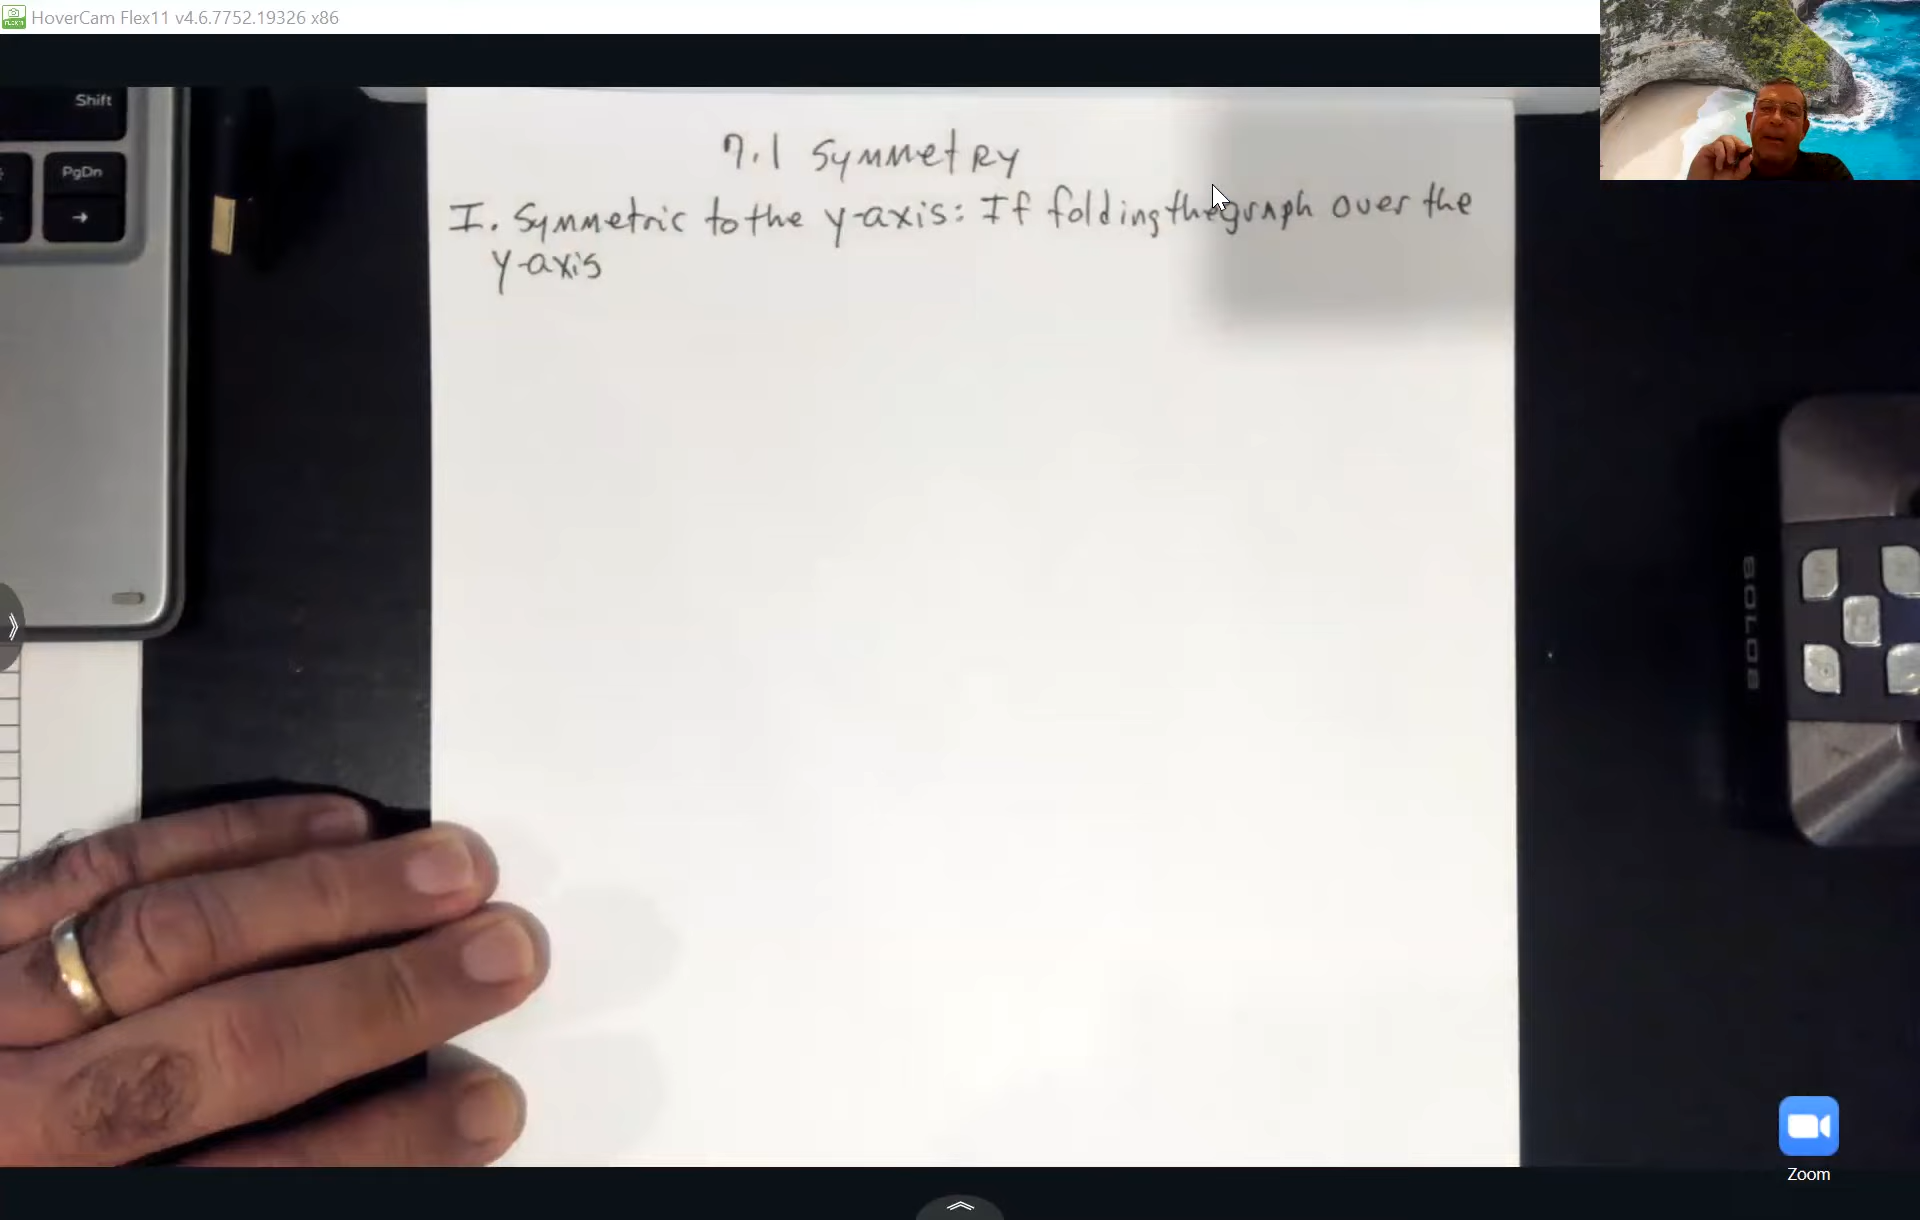 HoverCam Flex11 v4.6.7752.19326 x86
Shift
PgDn
7.1 Symmetry
I. Symmetric to the y-axis: If folding the graph over the
y-axis
SOLO8
Zoom